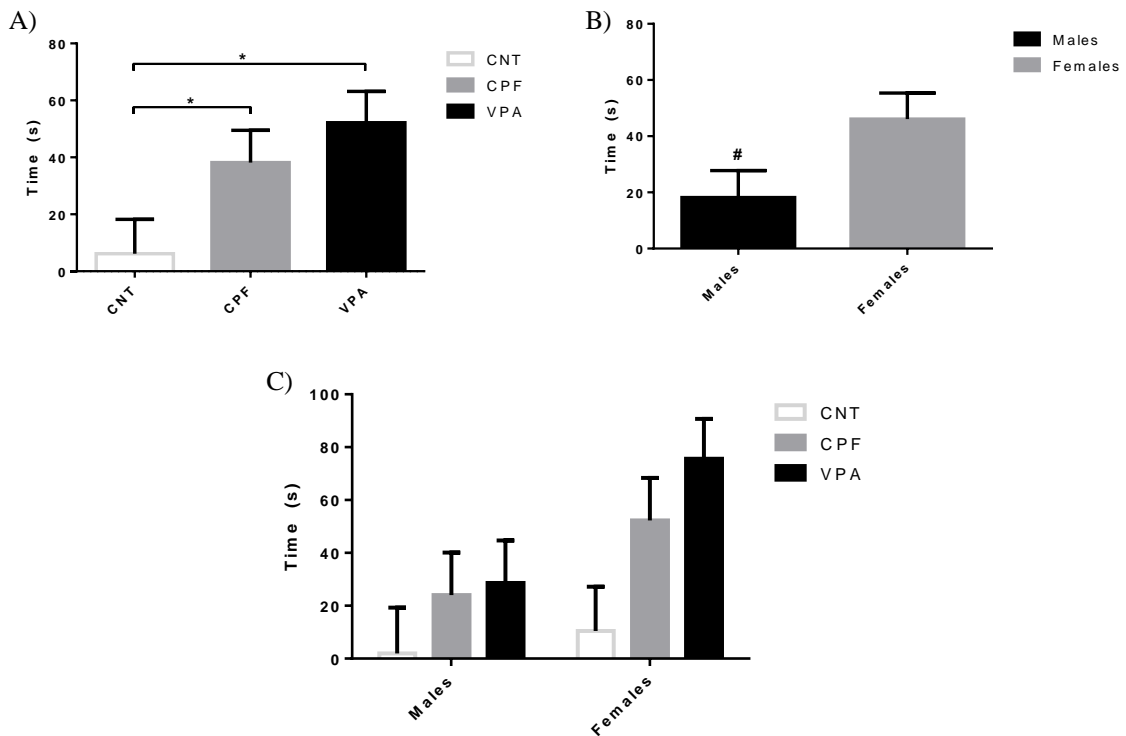 A)
80
60
40
20
0
Time (s)
*
*
CNT
CPF
VPA
CNT
CPF
VPA
B)
80
60
40
20
0
Time (s)
#
Males
Females
Males
Females
C)
100
80
60
40
20
0
Time (s)
Males
Females
CNT
CPF
VPA